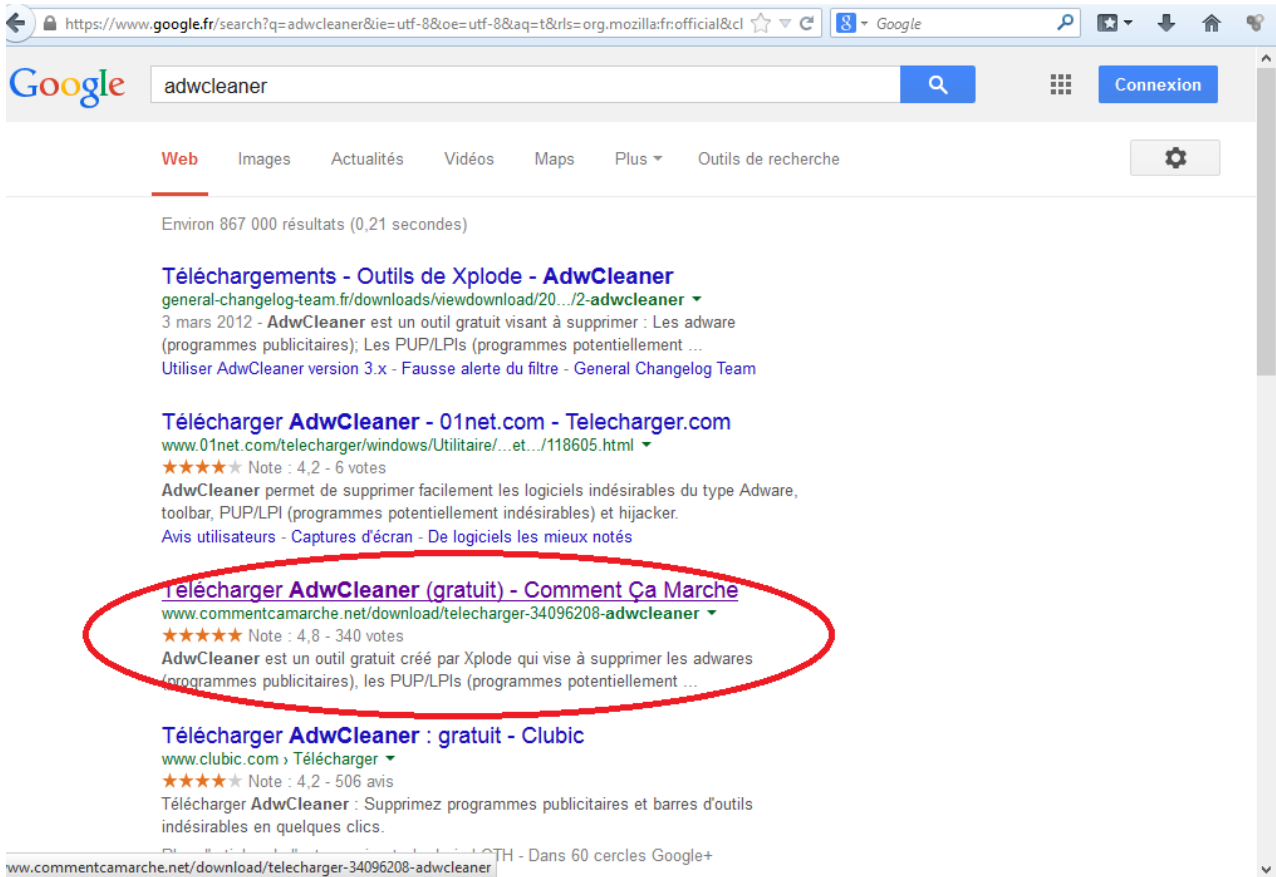 https://www.google.fr/search?q=adwcleaner&ie=utf-8&oe=utf-8&aq=t&rls=org.mozilla:fr:official&cl
8 Google
Google adwcleaner Connexion
Web Images Actualités Vidéos Maps Plus Outils de recherche
Environ 867 000 résultats (0,21 secondes)
Téléchargements - Outils de Xplode - AdwCleaner
general-changelog-team.fr/downloads/viewdownload/20.../2-adwcleaner
3 mars 2012 - AdwCleaner est un outil gratuit visant à supprimer : Les adware
(programmes publicitaires); Les PUP/LPIs (programmes potentiellement ...
Utiliser AdwCleaner version 3.x - Fausse alerte du filtre - General Changelog Team
Télécharger AdwCleaner - 01net.com - Telecharger.com
www.01net.com/telecharger/windows/Utilitaire/...et.../118605.html
Note : 4,2 - 6 votes
AdwCleaner permet de supprimer facilement les logiciels indésirables du type Adware,
toolbar, PUP/LPI (programmes potentiellement indésirables) et hijacker.
Avis utilisateurs - Captures d'écran - De logiciels les mieux notés
Télécharger AdwCleaner (gratuit) - Comment Ça Marche
www.commentcamarche.net/download/telecharger-34096208-adwcleaner
Note : 4,8 - 340 votes
AdwCleaner est un outil gratuit créé par Xplode qui vise à supprimer les adwares
(programmes publicitaires), les PUP/LPIs (programmes potentiellement ...
Télécharger AdwCleaner : gratuit - Clubic
www.clubic.com › Télécharger
Note : 4,2 - 506 avis
Télécharger AdwCleaner : Supprimez programmes publicitaires et barres d'outils
indésirables en quelques clics.
TH - Dans 60 cercles Google+
www.commentcamarche.net/download/telecharger-34096208-adwcleaner